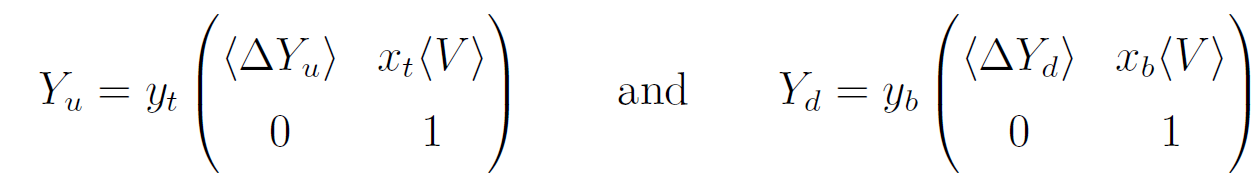 Y_u = y_t \begin{pmatrix} \langle \Delta Y_u \rangle & x_t \langle V \rangle \\ 0 & 1 \end{pmatrix} \quad \text{and} \quad Y_d = y_b \begin{pmatrix} \langle \Delta Y_d \rangle & x_b \langle V \rangle \\ 0 & 1 \end{pmatrix}